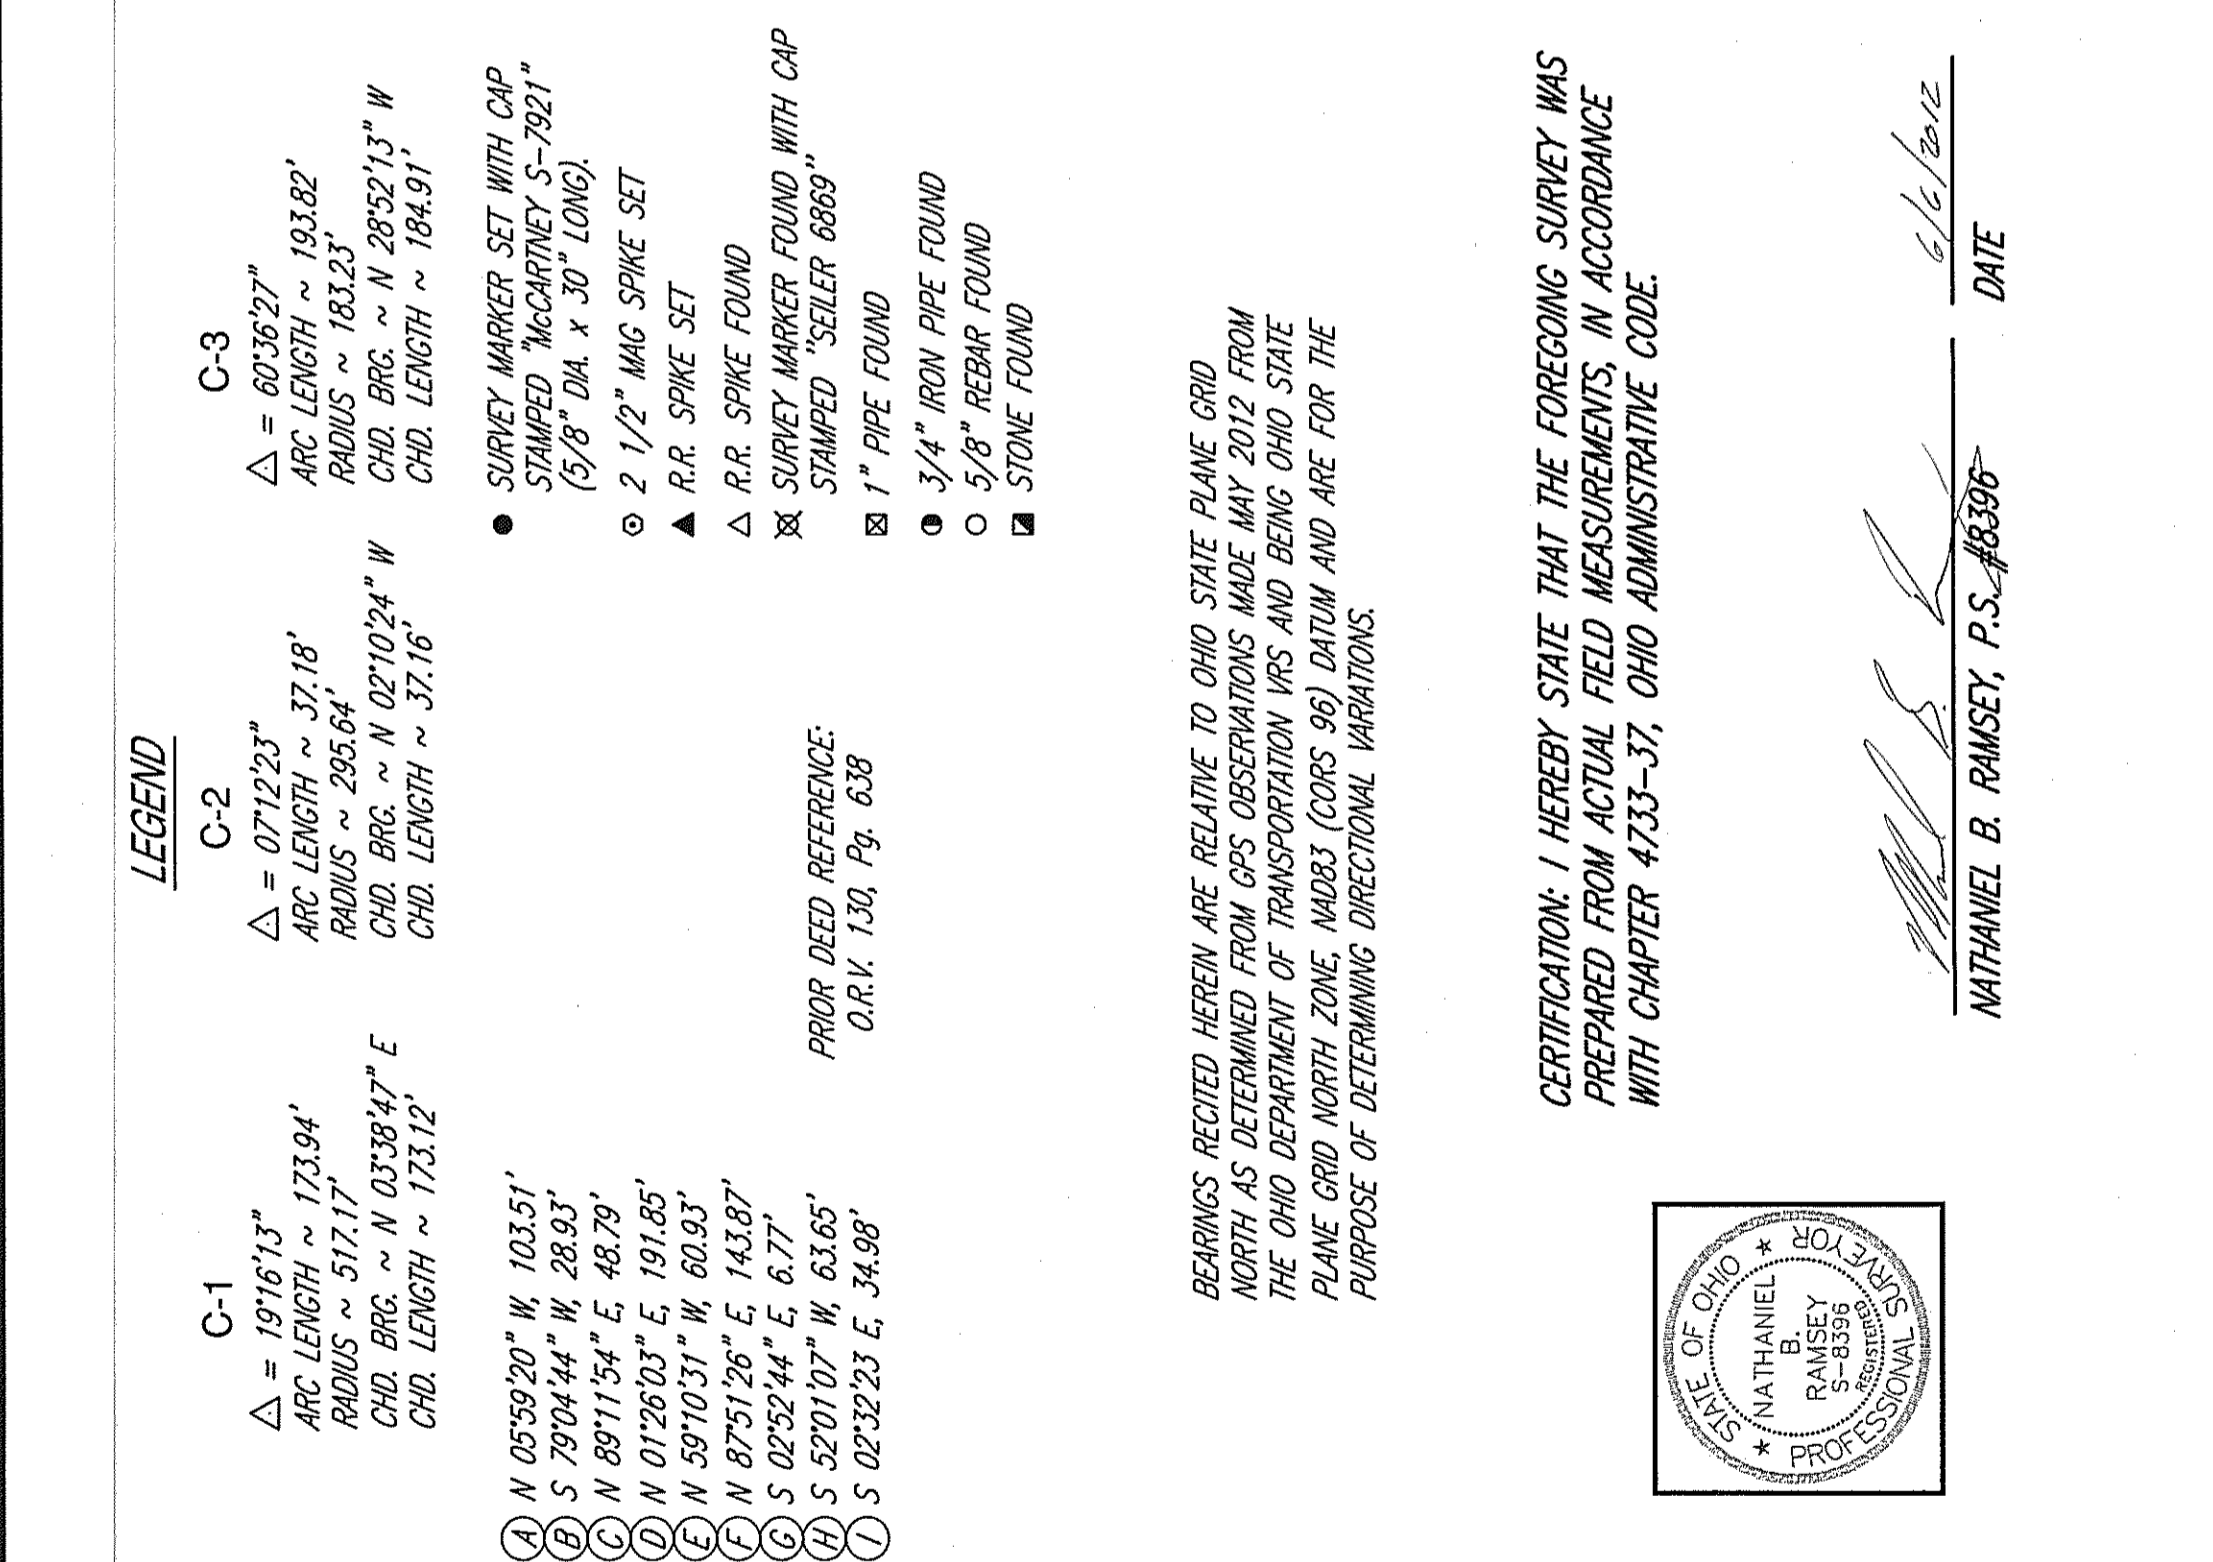 LEGEND
C-1
△ = 19°16'13"
ARC LENGTH ~ 173.94'
RADIUS ~ 517.17'
CHD. BRG. ~ N 03°38'47" E
CHD. LENGTH ~ 173.12'
C-2
△ = 07°12'23"
ARC LENGTH ~ 37.18'
RADIUS ~ 295.64'
CHD. BRG. ~ N 02°10'24" W
CHD. LENGTH ~ 37.16'
C-3
△ = 60°36'27"
ARC LENGTH ~ 193.82'
RADIUS ~ 183.23'
CHD. BRG. ~ N 28°52'13" W
CHD. LENGTH ~ 184.91'
A N 05°59'20" W, 103.51'
B S 79°04'44" W, 28.93'
C N 89°11'54" E, 48.79'
D N 01°26'03" E, 191.85'
E N 59°10'31" W, 60.93'
F N 87°51'26" E, 143.87'
G S 02°52'44" E, 6.77'
H S 52°01'07" W, 63.65'
I S 02°32'23 E, 34.98'
PRIOR DEED REFERENCE:
O.R.V. 130, Pg. 638
SURVEY MARKER SET WITH CAP
STAMPED "McCARTNEY S-7921"
(5/8" DIA. x 30" LONG).
2 1/2" MAG SPIKE SET
R.R. SPIKE SET
R.R. SPIKE FOUND
SURVEY MARKER FOUND WITH CAP
STAMPED "SEILER 6869"
1" PIPE FOUND
3/4" IRON PIPE FOUND
5/8" REBAR FOUND
STONE FOUND
BEARINGS RECITED HEREIN ARE RELATIVE TO OHIO STATE PLANE GRID
NORTH AS DETERMINED FROM GPS OBSERVATIONS MADE MAY 2012 FROM
THE OHIO DEPARTMENT OF TRANSPORTATION VRS AND BEING OHIO STATE
PLANE GRID NORTH ZONE, NAD83 (CORS 96) DATUM AND ARE FOR THE
PURPOSE OF DETERMINING DIRECTIONAL VARIATIONS.
CERTIFICATION: I HEREBY STATE THAT THE FOREGOING SURVEY WAS
PREPARED FROM ACTUAL FIELD MEASUREMENTS, IN ACCORDANCE
WITH CHAPTER 4733-37, OHIO ADMINISTRATIVE CODE.
6/6/2012
NATHANIEL B. RAMSEY, P.S. #8396
DATE
STATE OF OHIO
NATHANIEL
B.
RAMSEY
S-8396
REGISTERED
PROFESSIONAL SURVEYOR